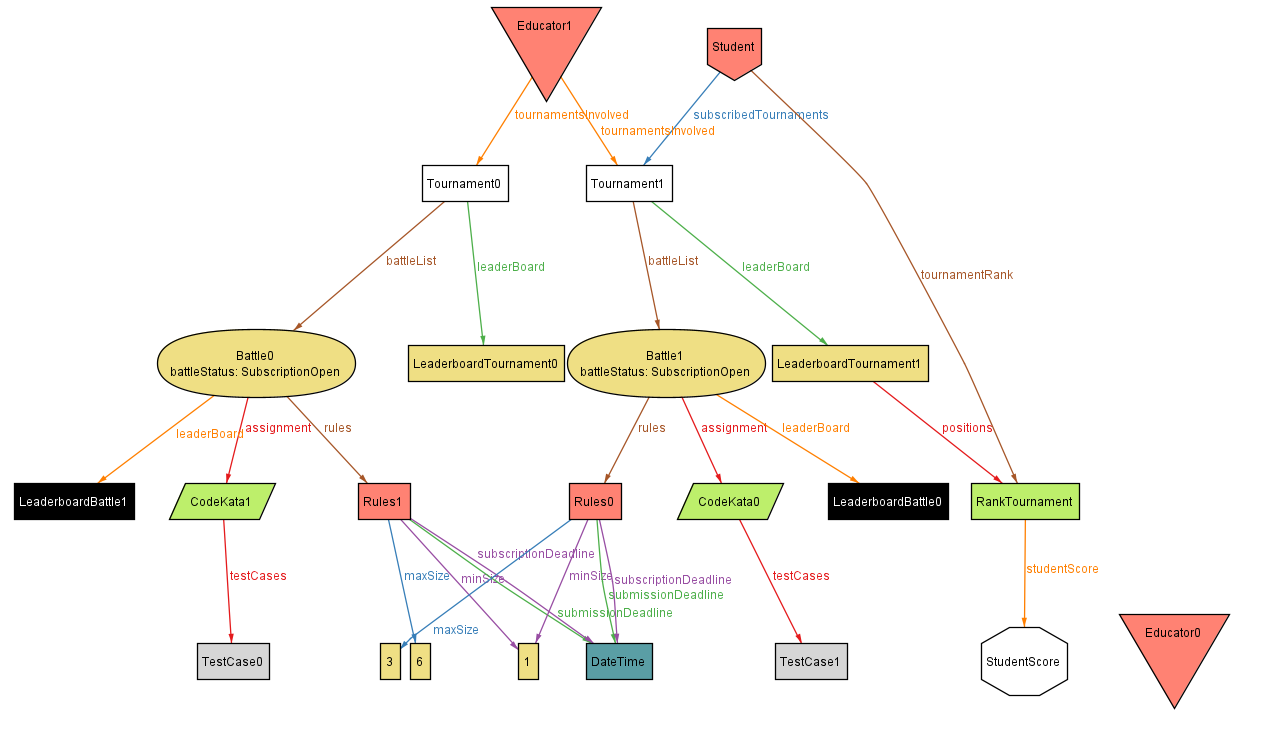 Educator1
Student
tournamentsInvolved
subscribedTournaments
tournamentsInvolved
Tournament0
Tournament1
battleList
battleList
leaderBoard
leaderBoard
tournamentRank
Battle0
battleStatus: SubscriptionOpen
LeaderboardTournament0
Battle1
battleStatus: SubscriptionOpen
LeaderboardTournament1
leaderBoard
assignment
rules
rules
assignment
leaderBoard
positions
LeaderboardBattle1
CodeKata1
Rules1
Rules0
CodeKata0
LeaderboardBattle0
RankTournament
subscriptionDeadline
testCases
maxSize
minSize
minSize
subscriptionDeadline
submissionDeadline
testCases
studentScore
submissionDeadline
maxSize
TestCase0
3
6
1
DateTime
TestCase1
StudentScore
Educator0